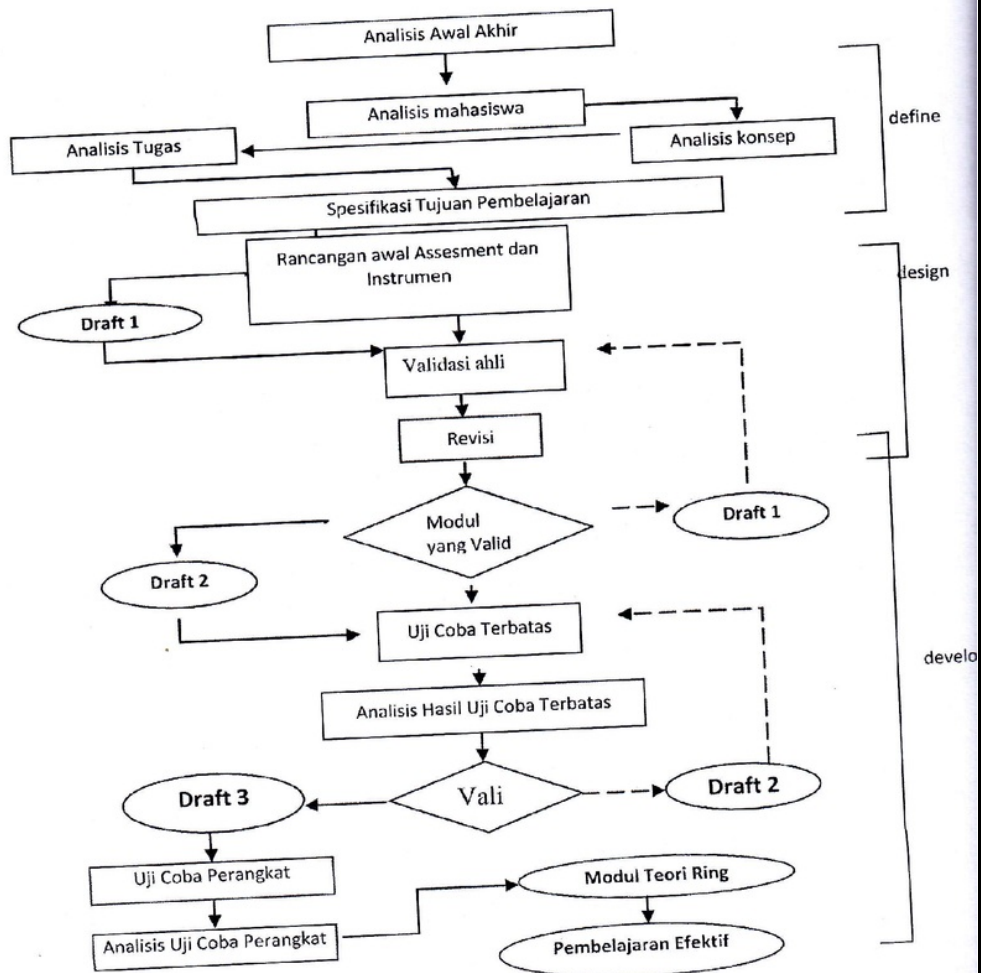 Analisis Awal Akhir
Analisis mahasiswa
define
Analisis Tugas
Analisis konsep
Spesifikasi Tujuan Pembelajaran
Rancangan awal Assesment dan
Instrumen
design
Draft 1
Validasi ahli
Revisi
Modul
yang Valid
Draft 1
Draft 2
Uji Coba Terbatas
develo
Analisis Hasil Uji Coba Terbatas
Draft 3
Vali
Draft 2
Uji Coba Perangkat
Modul Teori Ring
Analisis Uji Coba Perangkat
Pembelajaran Efektif